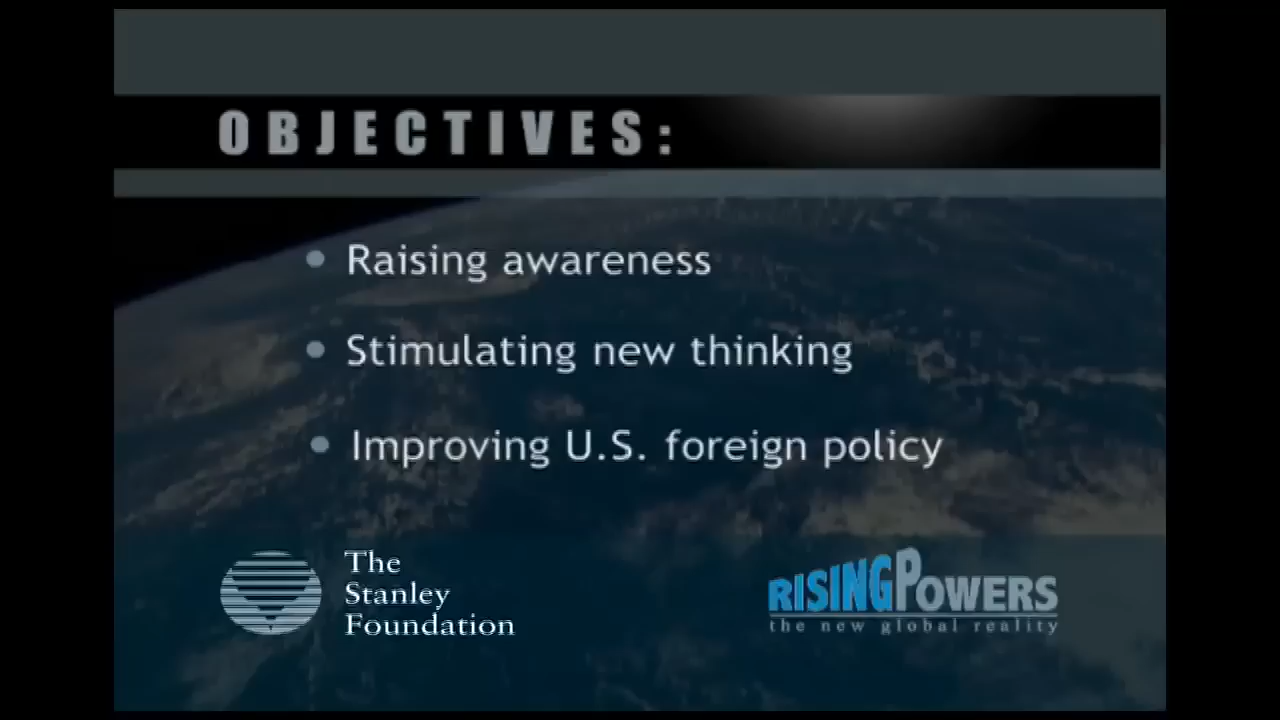 OBJECTIVES:
• Raising awareness
• Stimulating new thinking
• Improving U.S. foreign policy
The
Stanley
Foundation
RISINGPOWERS
the new global reality